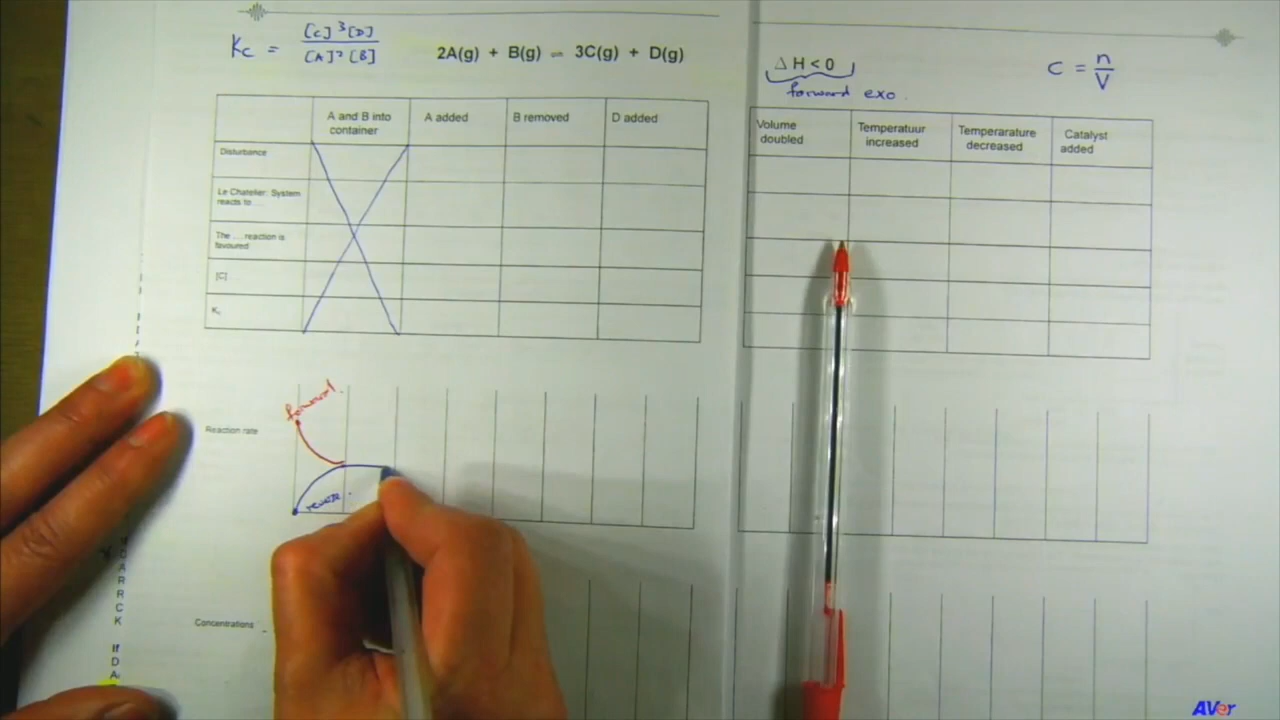 Kc = [C]³[D]
[A]² [B]
2A(g) + B(g) ⇌ 3C(g) + D(g)
Δ H < 0
forward exo.
C = n
V
A and B into container
A added
B removed
D added
Disturbance
Le Chatelier: System
reacts to ....
The ... reaction is
favoured
[C]
Kc
Volume
doubled
Temperatuur
increased
Temperarature
decreased
Catalyst
added
Reaction rate
forward.
reverse.
Concentrations
If
D
A
R
R
C
K
If
D
A
AVer